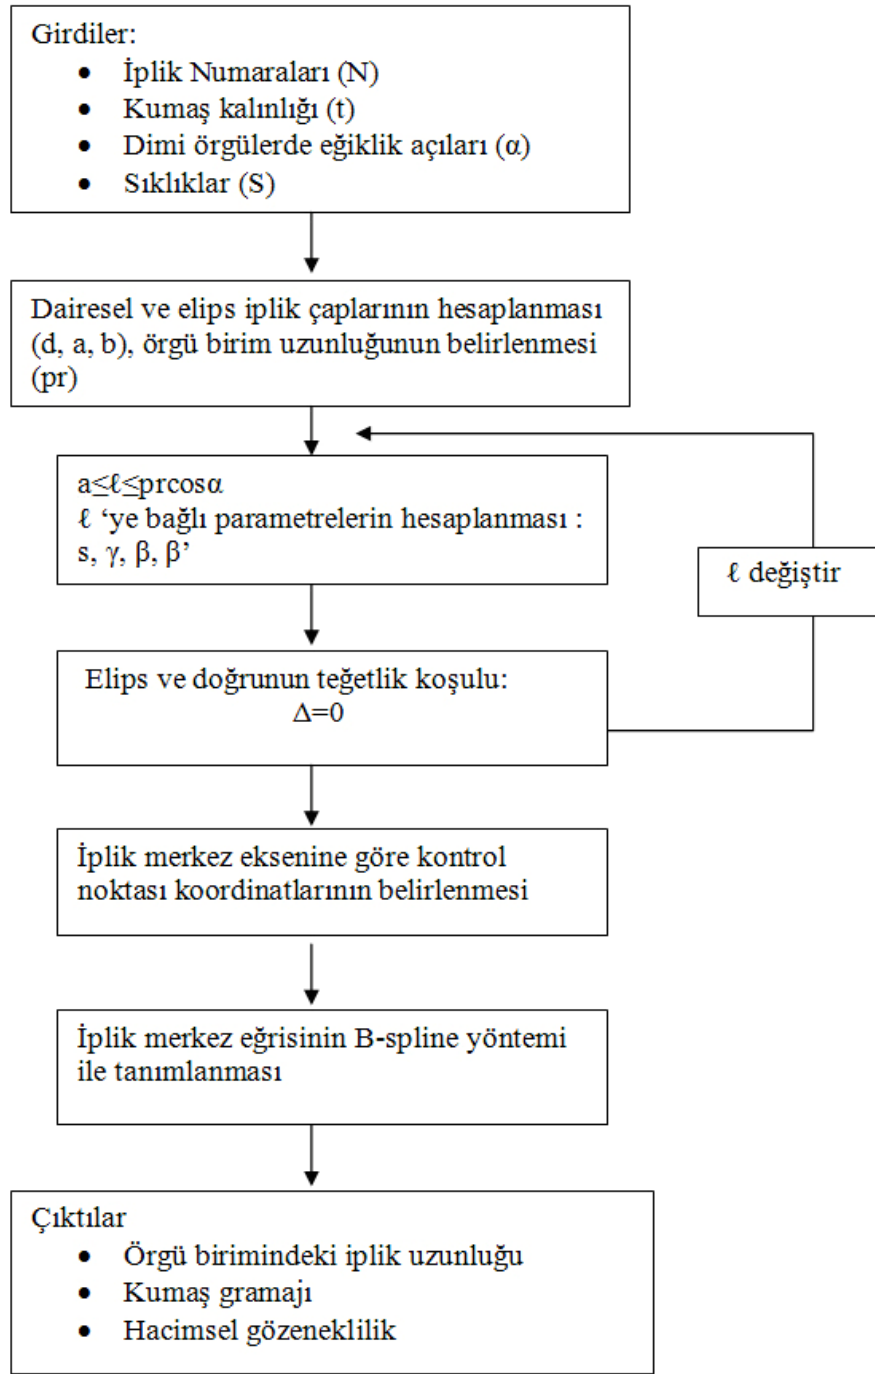 Girdiler:
• İplik Numaraları (N)
• Kumaş kalınlığı (t)
• Dimi örgülerde eğiklik açıları (α)
• Sıklıklar (S)
Dairesel ve elips iplik çaplarının hesaplanması
(d, a, b), örgü birim uzunluğunun belirlenmesi
(pr)
a≤ℓ≤prcosα
ℓ ‘ye bağlı parametrelerin hesaplanması :
s, γ, β, β’
ℓ değiştir
Elips ve doğrunun teğetlik koşulu:
Δ=0
İplik merkez eksenine göre kontrol
noktası koordinatlarının belirlenmesi
İplik merkez eğrisinin B-spline yöntemi
ile tanımlanması
Çıktılar
• Örgü birimindeki iplik uzunluğu
• Kumaş gramajı
• Hacimsel gözeneklilik